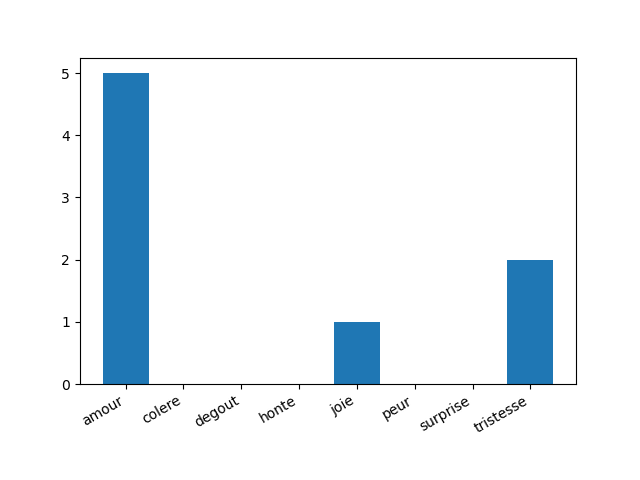 5
4
3
2
1
0
amour
colere
degout
honte
joie
peur
surprise
tristesse